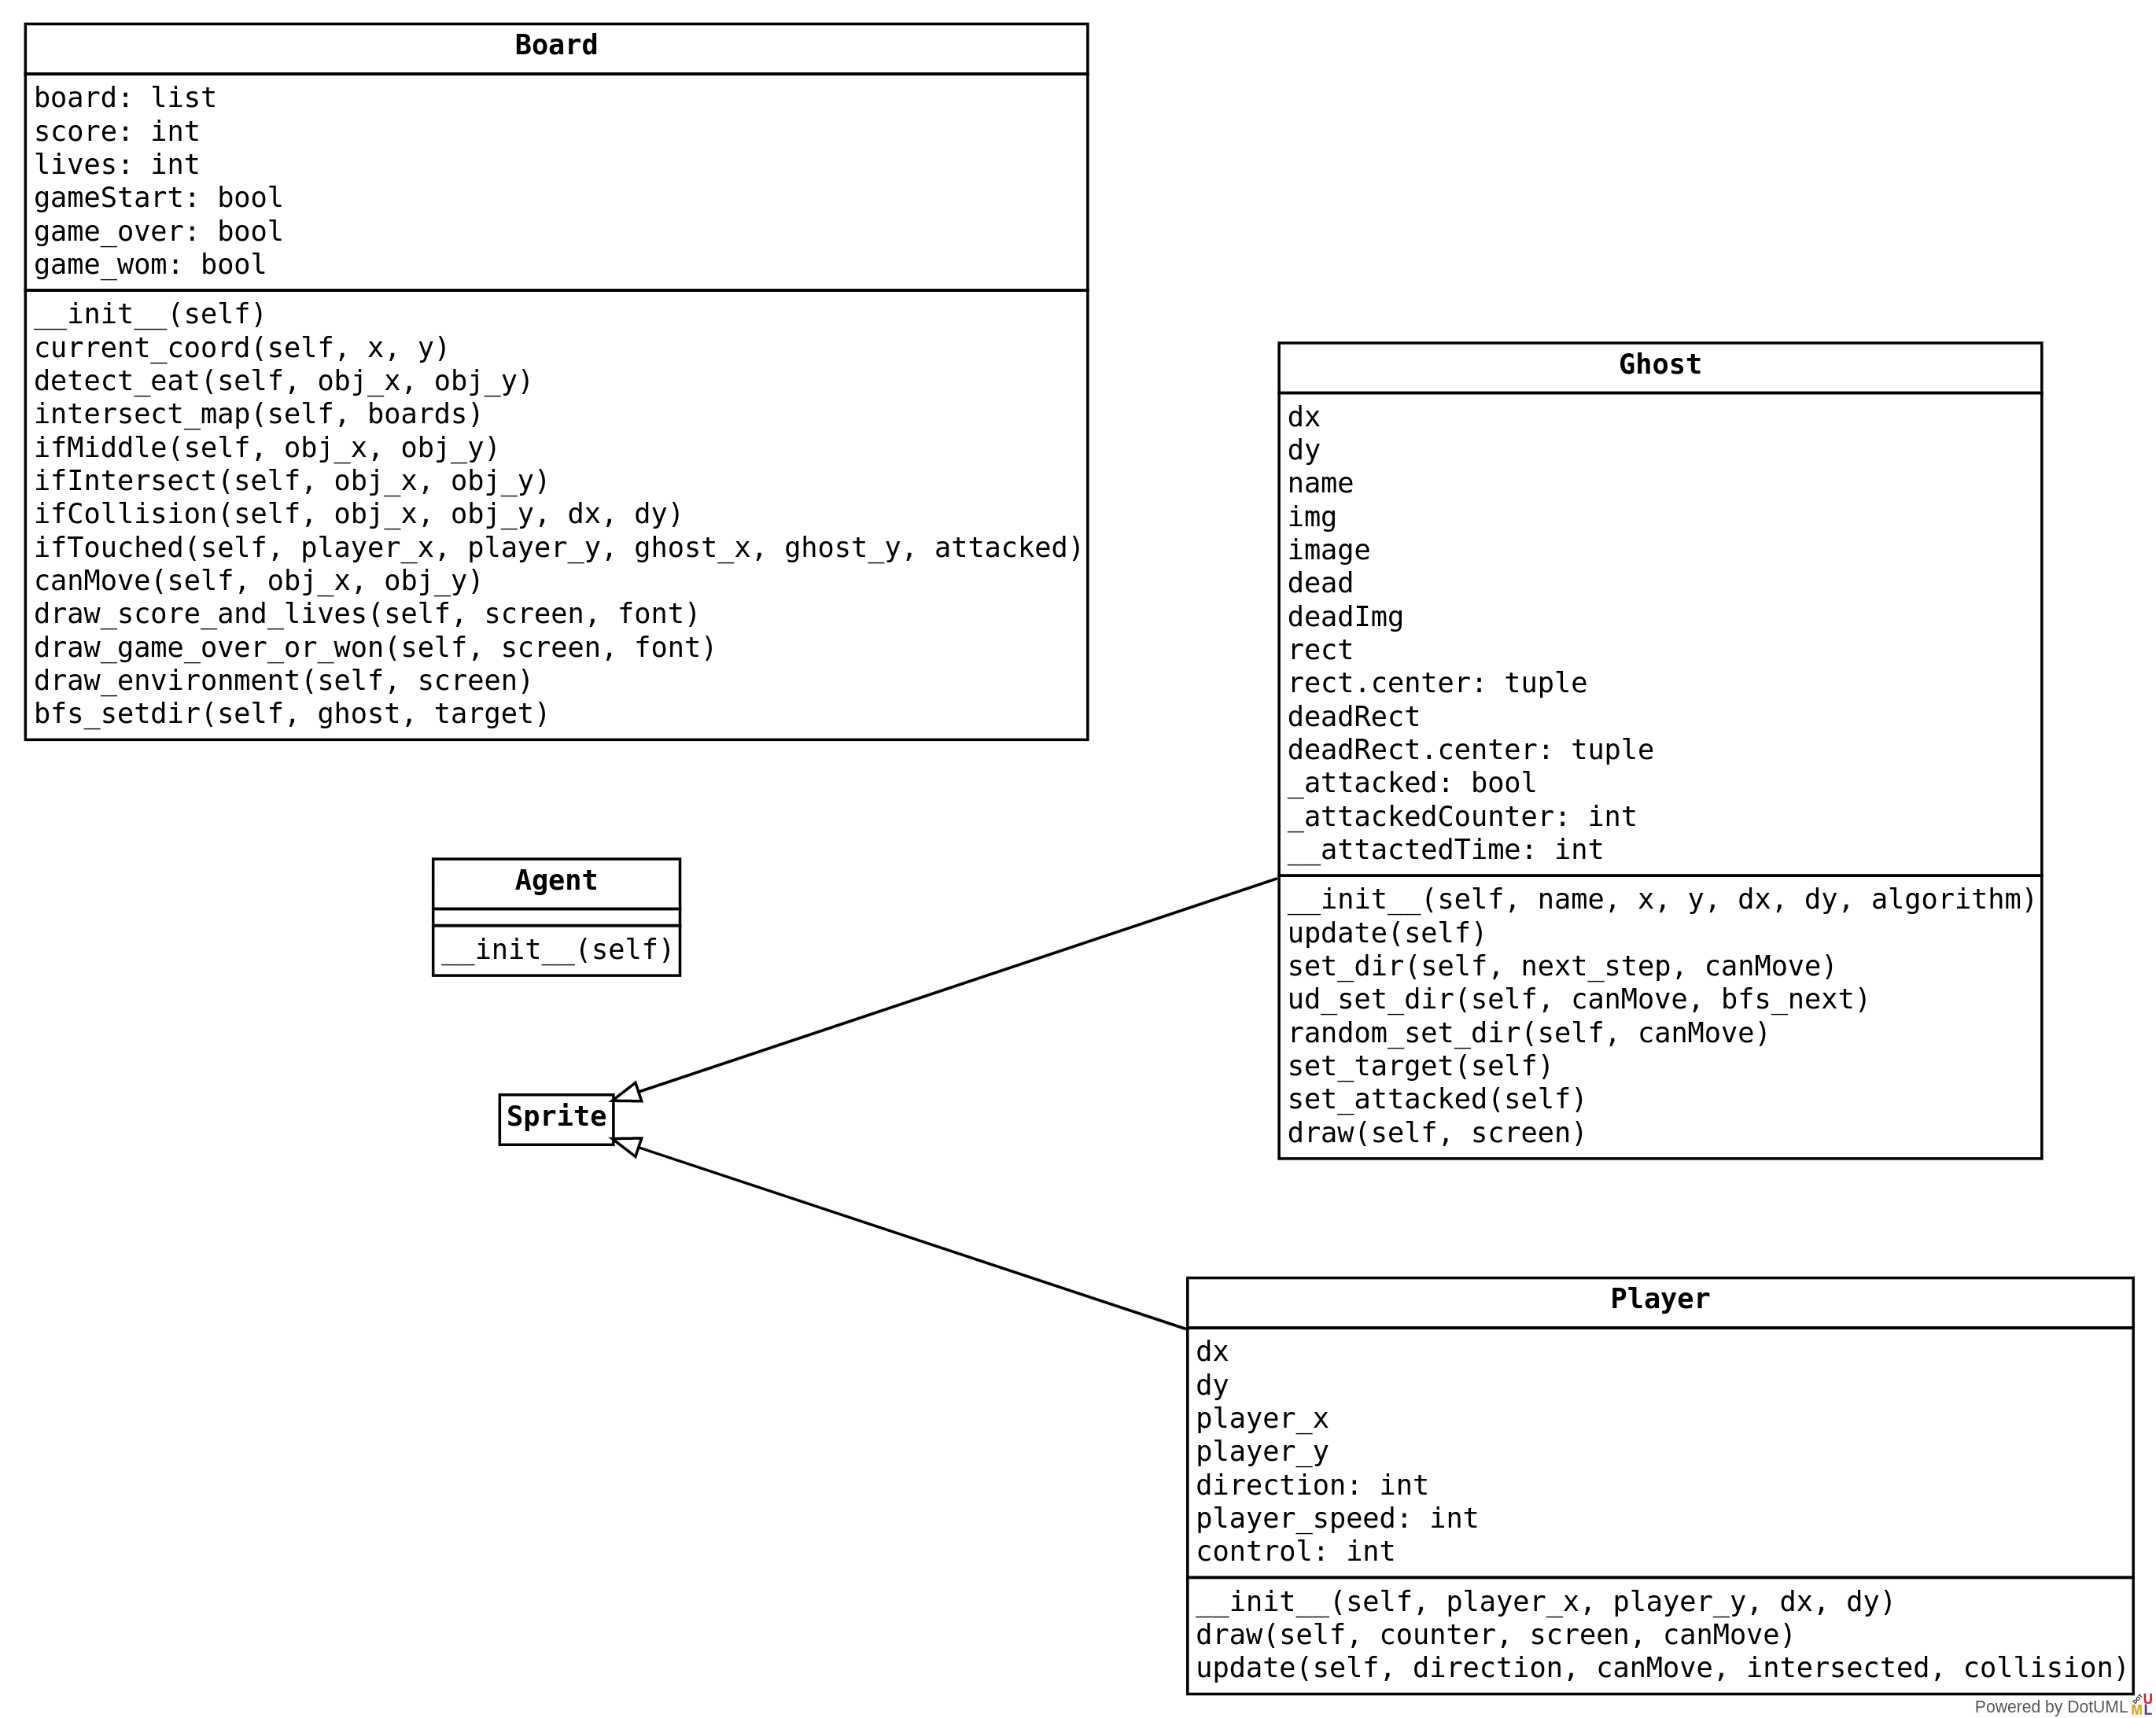 Board
board: list
score: int
lives: int
gameStart: bool
game_over: bool
game_wom: bool
__init__(self)
current_coord(self, x, y)
detect_eat(self, obj_x, obj_y)
intersect_map(self, boards)
ifMiddle(self, obj_x, obj_y)
ifIntersect(self, obj_x, obj_y)
ifCollision(self, obj_x, obj_y, dx, dy)
ifTouched(self, player_x, player_y, ghost_x, ghost_y, attacked)
canMove(self, obj_x, obj_y)
draw_score_and_lives(self, screen, font)
draw_game_over_or_won(self, screen, font)
draw_environment(self, screen)
bfs_setdir(self, ghost, target)
Agent
__init__(self)
Sprite
Ghost
dx
dy
name
img
image
dead
deadImg
rect
rect.center: tuple
deadRect
deadRect.center: tuple
_attacked: bool
_attackedCounter: int
__attactedTime: int
__init__(self, name, x, y, dx, dy, algorithm)
update(self)
set_dir(self, next_step, canMove)
ud_set_dir(self, canMove, bfs_next)
random_set_dir(self, canMove)
set_target(self)
set_attacked(self)
draw(self, screen)
Player
dx
dy
player_x
player_y
direction: int
player_speed: int
control: int
__init__(self, player_x, player_y, dx, dy)
draw(self, counter, screen, canMove)
update(self, direction, canMove, intersected, collision)
Powered by DotUML DOT UML